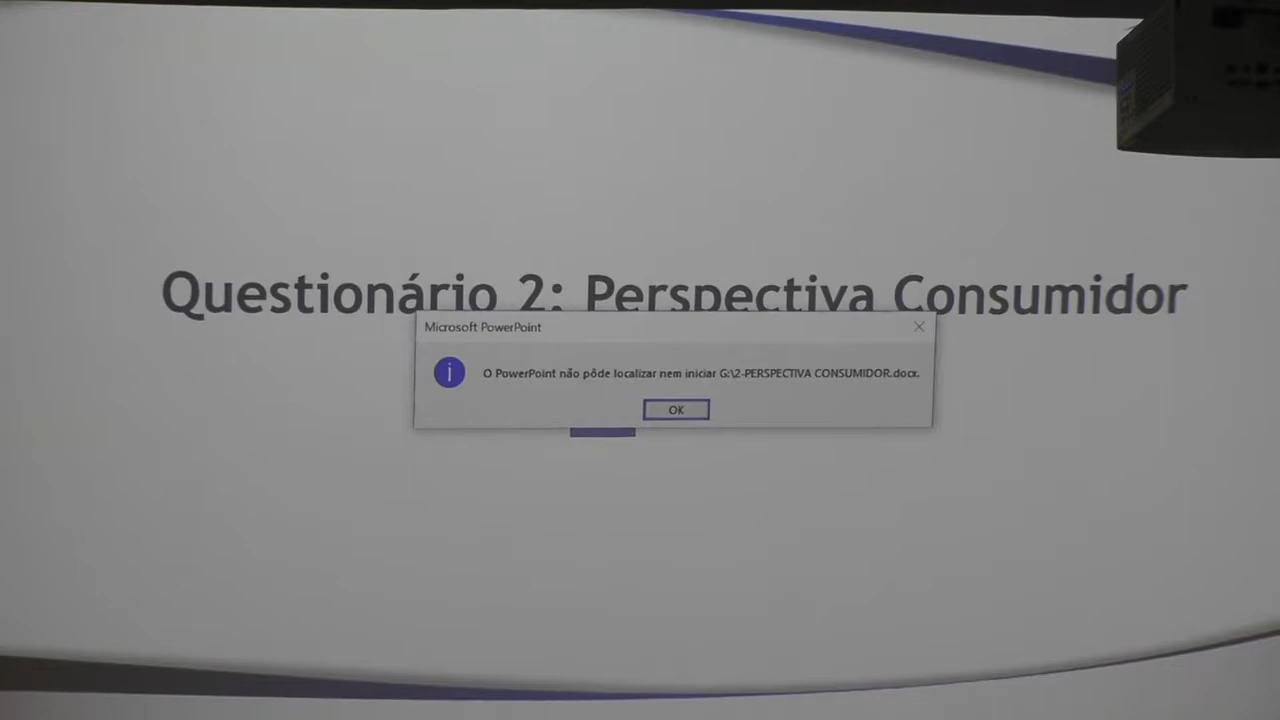 Questionário 2: Perspectiva Consumidor
Microsoft PowerPoint
O PowerPoint não pôde localizar nem iniciar G:\2-PERSPECTIVA CONSUMIDOR.docx.
OK